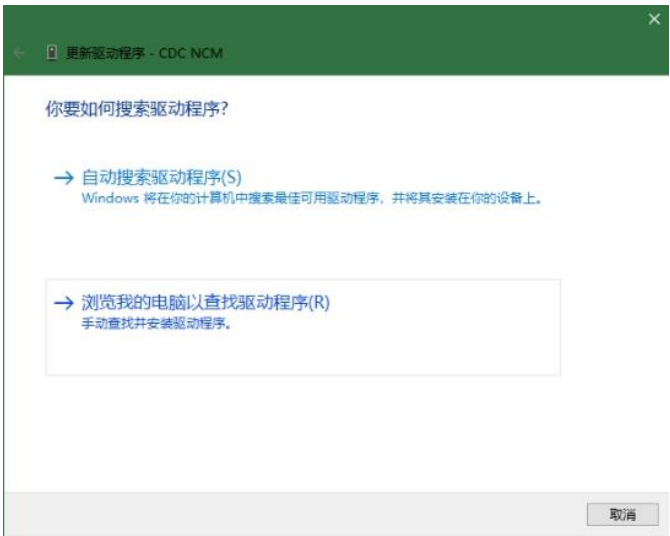 更新驱动程序 - CDC NCM
你要如何搜索驱动程序?
→ 自动搜索驱动程序(S)
Windows 将在你的计算机中搜索最佳可用驱动程序，并将其安装在你的设备上。
→ 浏览我的电脑以查找驱动程序(R)
手动查找并安装驱动程序。
取消